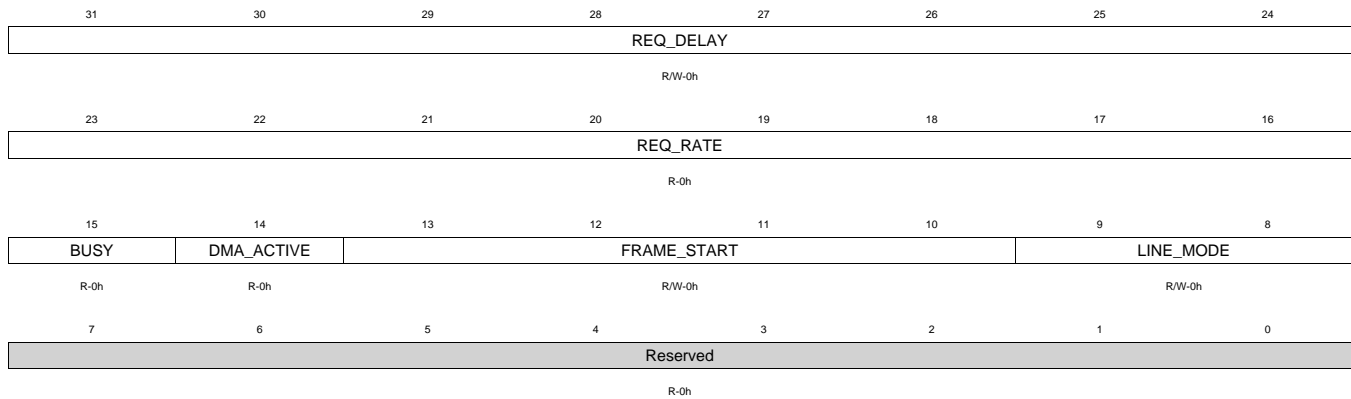 31 30 29 28 27 26 25 24
REQ_DELAY
R/W-0h
23 22 21 20 19 18 17 16
REQ_RATE
R-0h
15 14 13 12 11 10 9 8
BUSY DMA_ACTIVE FRAME_START LINE_MODE
R-0h R-0h R/W-0h R/W-0h
7 6 5 4 3 2 1 0
Reserved
R-0h